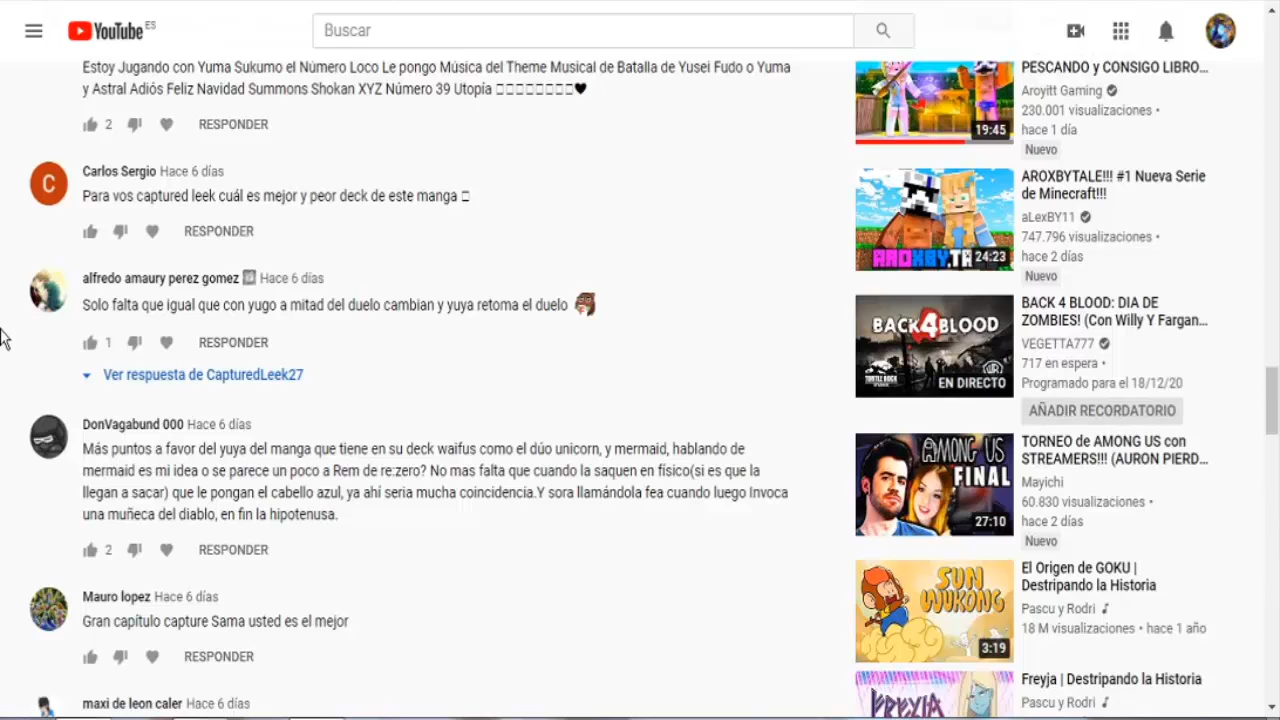 YouTube ES
Buscar
Estoy Jugando con Yuma Sukumo el Número Loco Le pongo Música del Theme Musical de Batalla de Yusei Fudo o Yuma
y Astral Adiós Feliz Navidad Summons Shokan XYZ Número 39 Utopía □□□□□□□□♥
2 RESPONDER
C
Carlos Sergio Hace 6 días
Para vos captured leek cuál es mejor y peor deck de este manga □
RESPONDER
alfredo amaury perez gomez Hace 6 días
Solo falta que igual que con yugo a mitad del duelo cambian y yuya retoma el duelo
1 RESPONDER
Ver respuesta de CapturedLeek27
DonVagabund 000 Hace 6 días
Más puntos a favor del yuya del manga que tiene en su deck waifus como el dúo unicorn, y mermaid, hablando de
mermaid es mi idea o se parece un poco a Rem de re:zero? No mas falta que cuando la saquen en físico(si es que la
llegan a sacar) que le pongan el cabello azul, ya ahí seria mucha coincidencia.Y sora llamándola fea cuando luego Invoca
una muñeca del diablo, en fin la hipotenusa.
2 RESPONDER
Mauro lopez Hace 6 días
Gran capítulo capture Sama usted es el mejor
RESPONDER
maxi de leon caler Hace 6 días
19:45
PESCANDO y CONSIGO LIBRO...
Aroyitt Gaming
230.001 visualizaciones •
hace 1 día
Nuevo
AROXBY.TA
24:23
AROXBYTALE!!! #1 Nueva Serie
de Minecraft!!!
aLexBY11
747.796 visualizaciones •
hace 2 días
Nuevo
BACK 4 BLOOD
TURTLE ROCK
STUDIOS
EN DIRECTO
BACK 4 BLOOD: DIA DE
ZOMBIES! (Con Willy Y Fargan...
VEGETTA777
717 en espera •
Programado para el 18/12/20
AÑADIR RECORDATORIO
AMONG US
FINAL
27:10
TORNEO de AMONG US con
STREAMERS!!! (AURON PIERD...
Mayichi
60.830 visualizaciones •
hace 2 días
Nuevo
SUN
WUKONG
3:19
El Origen de GOKU |
Destripando la Historia
Pascu y Rodri
18 M visualizaciones • hace 1 año
FREYJA
Freyja | Destripando la Historia
Pascu y Rodri